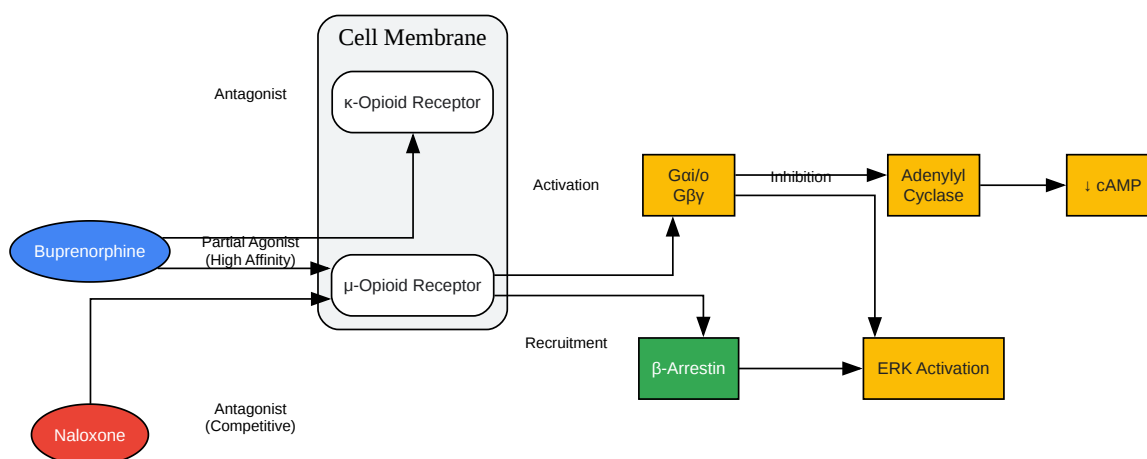 Cell Membrane
Antagonist
κ-Opioid Receptor
Activation
Gαi/o
Gβγ
Inhibition
Adenylyl
Cyclase
↓ cAMP
Buprenorphine
Partial Agonist
(High Affinity)
μ-Opioid Receptor
Recruitment
β-Arrestin
ERK Activation
Antagonist
(Competitive)
Naloxone